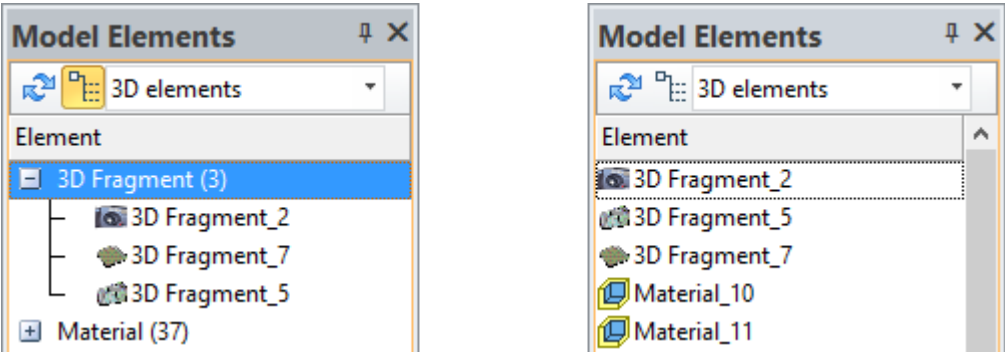 Model Elements
3D elements
Element
3D Fragment (3)
3D Fragment_2
3D Fragment_7
3D Fragment_5
Material (37)
Model Elements
3D elements
Element
3D Fragment_2
3D Fragment_5
3D Fragment_7
Material_10
Material_11